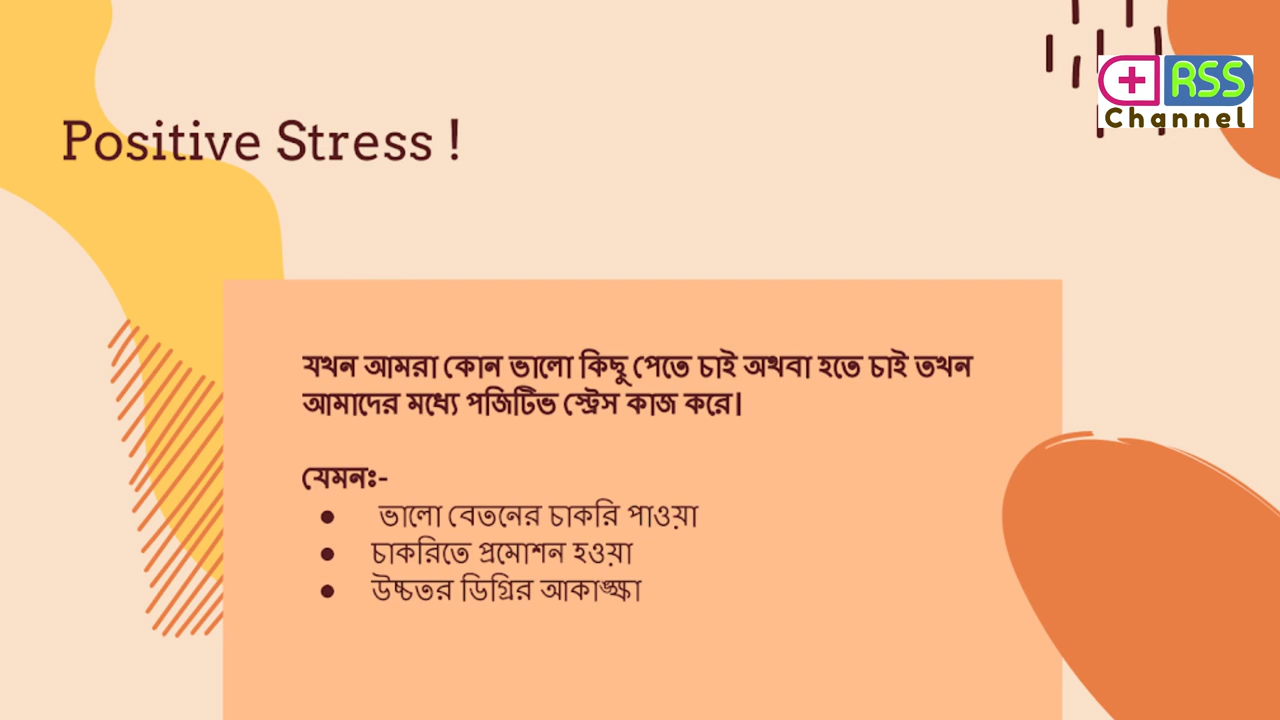 RSS
Channel
Positive Stress !
যখন আমরা কোন ভালো কিছু পেতে চাই অথবা হতে চাই তখন
আমাদের মধ্যে পজিটিভ স্ট্রেস কাজ করে।
যেমনঃ-
● ভালো বেতনের চাকরি পাওয়া
● চাকরিতে প্রমোশন হওয়া
● উচ্চতর ডিগ্রির আকাঙ্ক্ষা